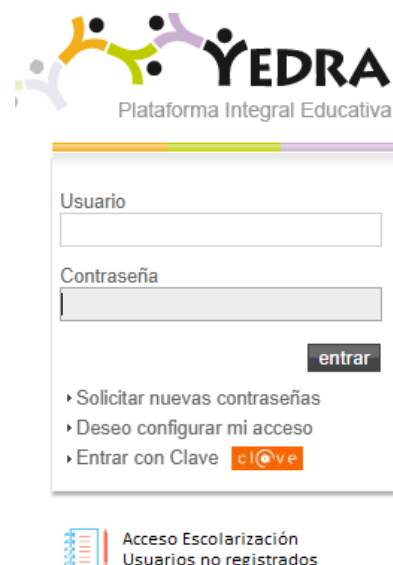 YEDRA
Plataforma Integral Educativa
Usuario
Contraseña
entrar
Solicitar nuevas contraseñas
Deseo configurar mi acceso
Entrar con Clave cl@ve
Acceso Escolarización
Usuarios no registrados